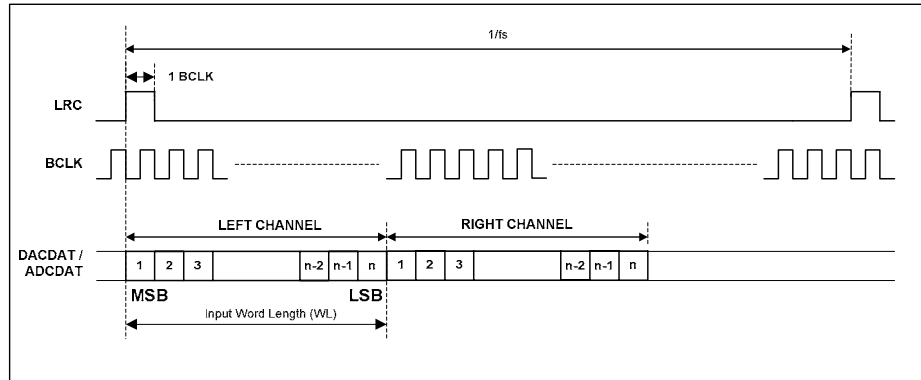 1/fs
1 BCLK
LRC
BCLK
LEFT CHANNEL RIGHT CHANNEL
DACDAT /
ADCDAT
1 2 3 n-2 n-1 n 1 2 3 n-2 n-1 n
MSB LSB
Input Word Length (WL)